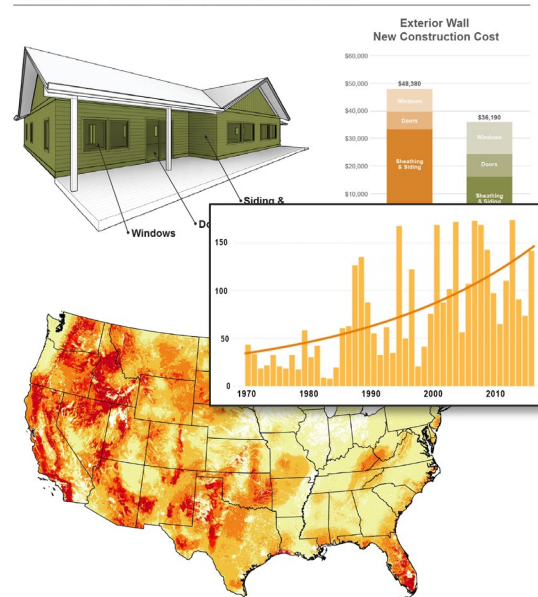 Exterior Wall
New Construction Cost
$60,000
$50,000
$40,000
$30,000
$20,000
$10,000
$48,380
Windows
Doors
Sheathing
& Siding
$36,190
Windows
Doors
Sheathing
& Siding
Siding &
Do
Windows
150
100
50
0
1970
1980
1990
2000
2010